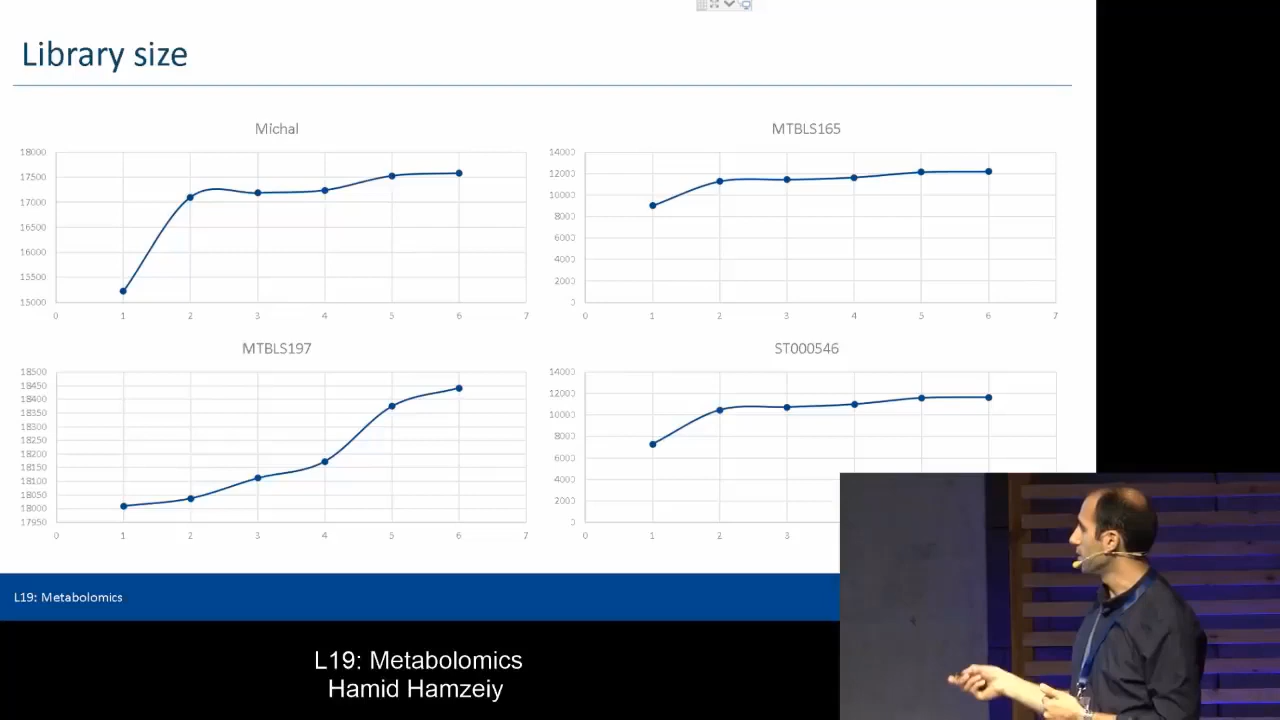 Library size
Michal
18000
17500
17000
16500
16000
15500
15000
0 1 2 3 4 5 6 7
MTBLS165
14000
12000
10000
8000
6000
4000
2000
0
0 1 2 3 4 5 6 7
MTBLS197
18500
18450
18400
18350
18300
18250
18200
18150
18100
18050
18000
17950
0 1 2 3 4 5 6 7
ST000546
14000
12000
10000
8000
6000
4000
2000
0
0 1 2 3
L19: Metabolomics
L19: Metabolomics
Hamid Hamzeiy